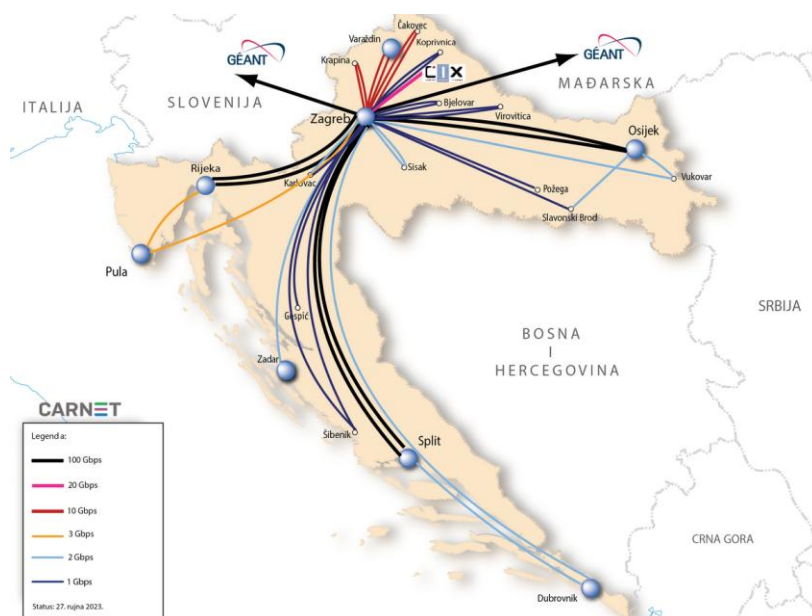 Čakovec
Varaždin
Koprivnica
GÉANT
GÉANT
Krapina
CIX
MAĐARSKA
ITALIJA
SLOVENIJA
Bjelovar
Virovitica
Zagreb
Osijek
Rijeka
Sisak
Karlovac
Vukovar
Požega
Slavonski Brod
Pula
SRBIJA
Gospić
BOSNA
I
HERCEGOVINA
Zadar
CARNET
Legenda:
Šibenik
Split
100 Gbps
20 Gbps
10 Gbps
3 Gbps
2 Gbps
1 Gbps
CRNA GORA
Dubrovnik
Status: 27. rujna 2023.